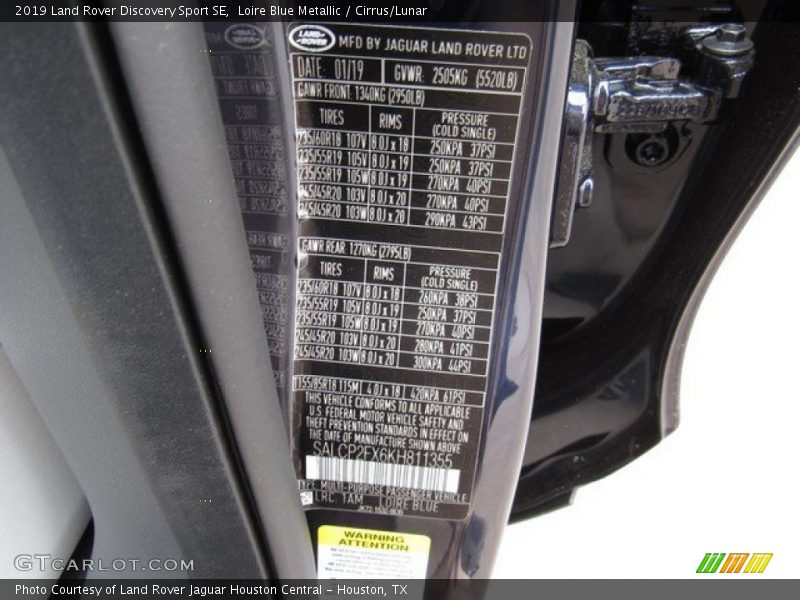 2019 Land Rover Discovery Sport SE,  Loire Blue Metallic / Cirrus/Lunar
LAND ROVER MFD BY JAGUAR LAND ROVER LTD
DATE: 01/19 GVWR: 2505KG (5520LB)
GAWR FRONT: 1340KG (2950LB)
TIRES RIMS PRESSURE
(COLD SINGLE)
235/60R18 107V 8.0J x 18 250KPA 37PSI
235/55R19 105V 8.0J x 19 250KPA 37PSI
235/55R19 105W 8.0J x 19 270KPA 40PSI
245/45R20 103V 8.0J x 20 270KPA 40PSI
245/45R20 103W 8.0J x 20 290KPA 43PSI
GAWR REAR: 1270KG (2795LB)
TIRES RIMS PRESSURE
(COLD SINGLE)
235/60R18 107V 8.0J x 18 260KPA 38PSI
235/55R19 105V 8.0J x 19 250KPA 37PSI
235/55R19 105W 8.0J x 19 270KPA 40PSI
245/45R20 103V 8.0J x 20 280KPA 41PSI
245/45R20 103W 8.0J x 20 300KPA 44PSI
T155/85R18 115M 4.0J x 18 420KPA 61PSI
THIS VEHICLE CONFORMS TO ALL APPLICABLE
U.S. FEDERAL MOTOR VEHICLE SAFETY AND
THEFT PREVENTION STANDARDS IN EFFECT ON
THE DATE OF MANUFACTURE SHOWN ABOVE
SALCP2FX6KH811355
TYPE: MULTI-PURPOSE PASSENGER VEHICLE
LRC: 1AM LOIRE BLUE
WARNING
ATTENTION
GTCARLOT.COM
Photo Courtesy of Land Rover Jaguar Houston Central - Houston, TX